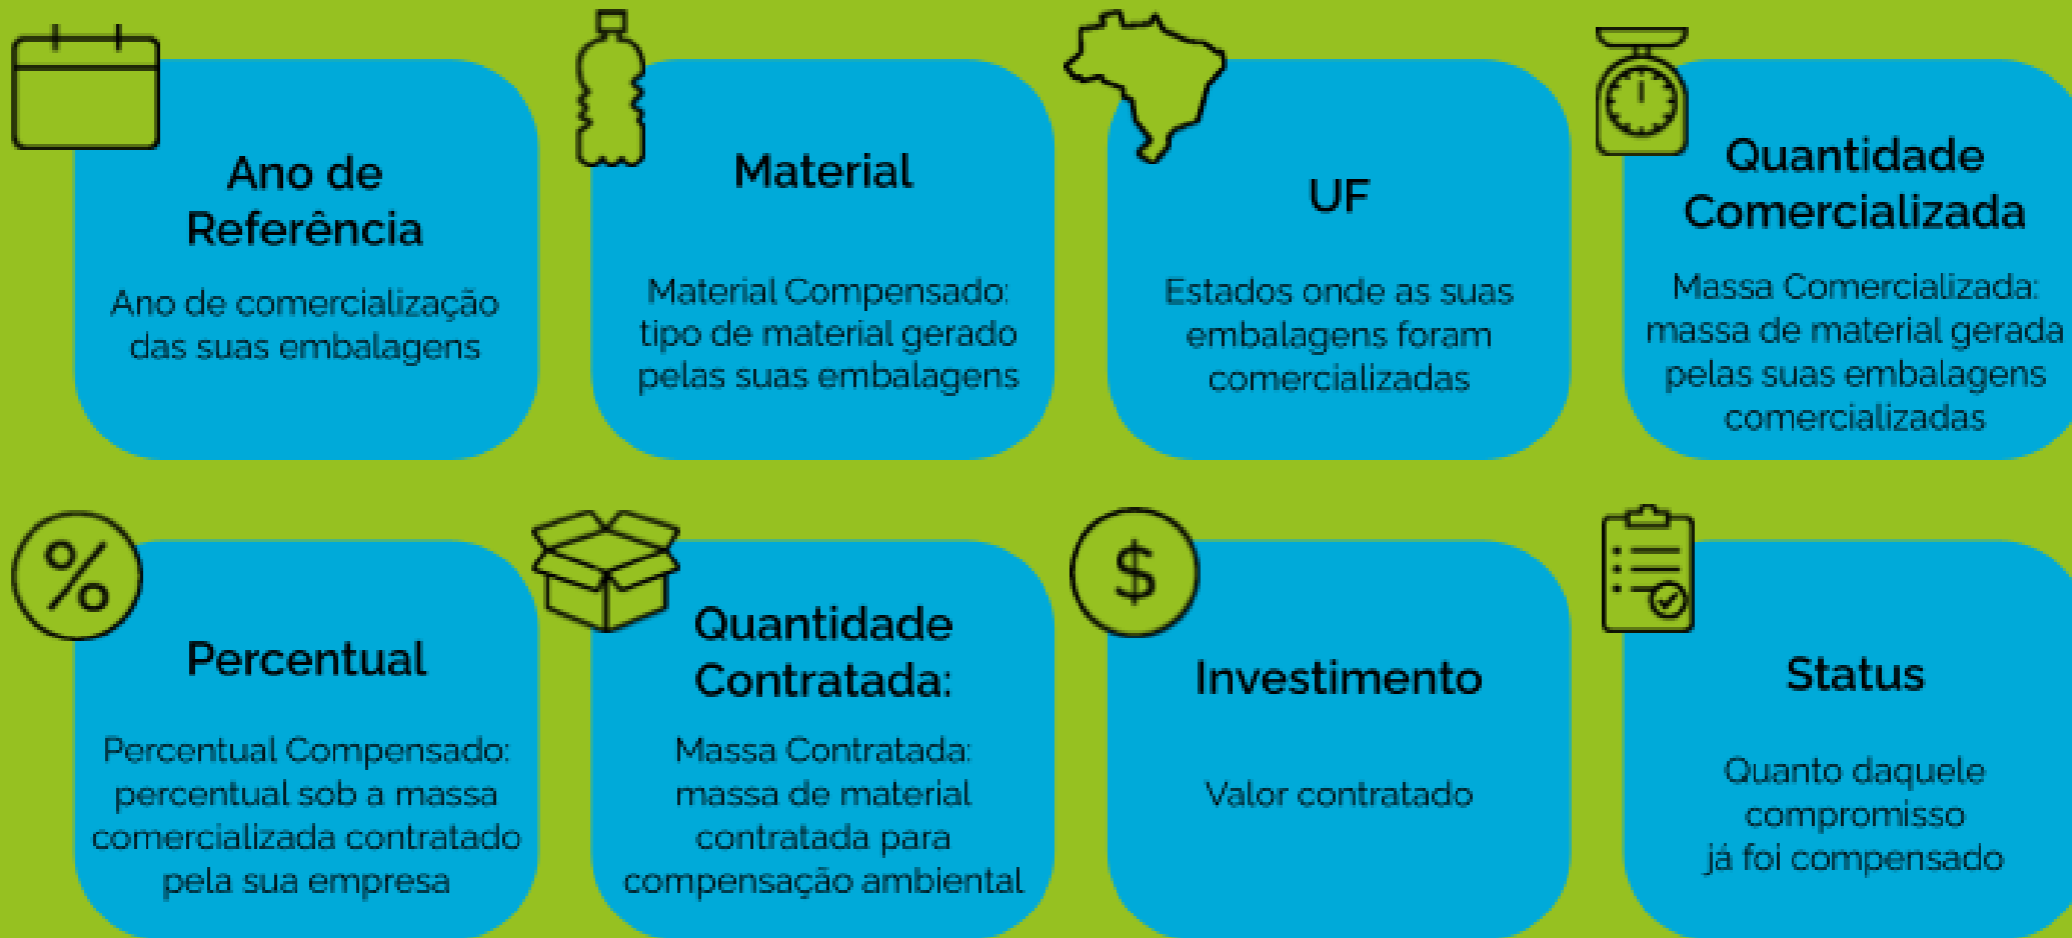 Ano de
Referência
Ano de comercialização
das suas embalagens
Material
Material Compensado:
tipo de material gerado
pelas suas embalagens
UF
Estados onde as suas
embalagens foram
comercializadas
Quantidade
Comercializada
Massa Comercializada:
massa de material gerada
pelas suas embalagens
comercializadas
%
Percentual
Percentual Compensado:
percentual sob a massa
comercializada contratado
pela sua empresa
Quantidade
Contratada:
Massa Contratada:
massa de material
contratada para
compensação ambiental
$
Investimento
Valor contratado
Status
Quanto daquele
compromisso
já foi compensado